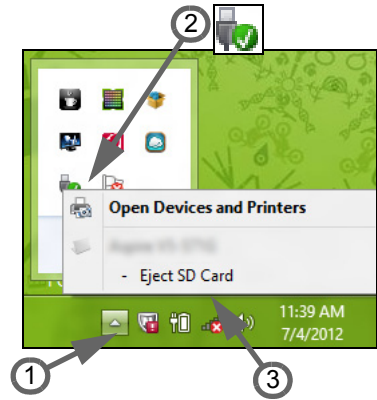 2
Open Devices and Printers
- Eject SD Card
11:39 AM
7/4/2012
1
3